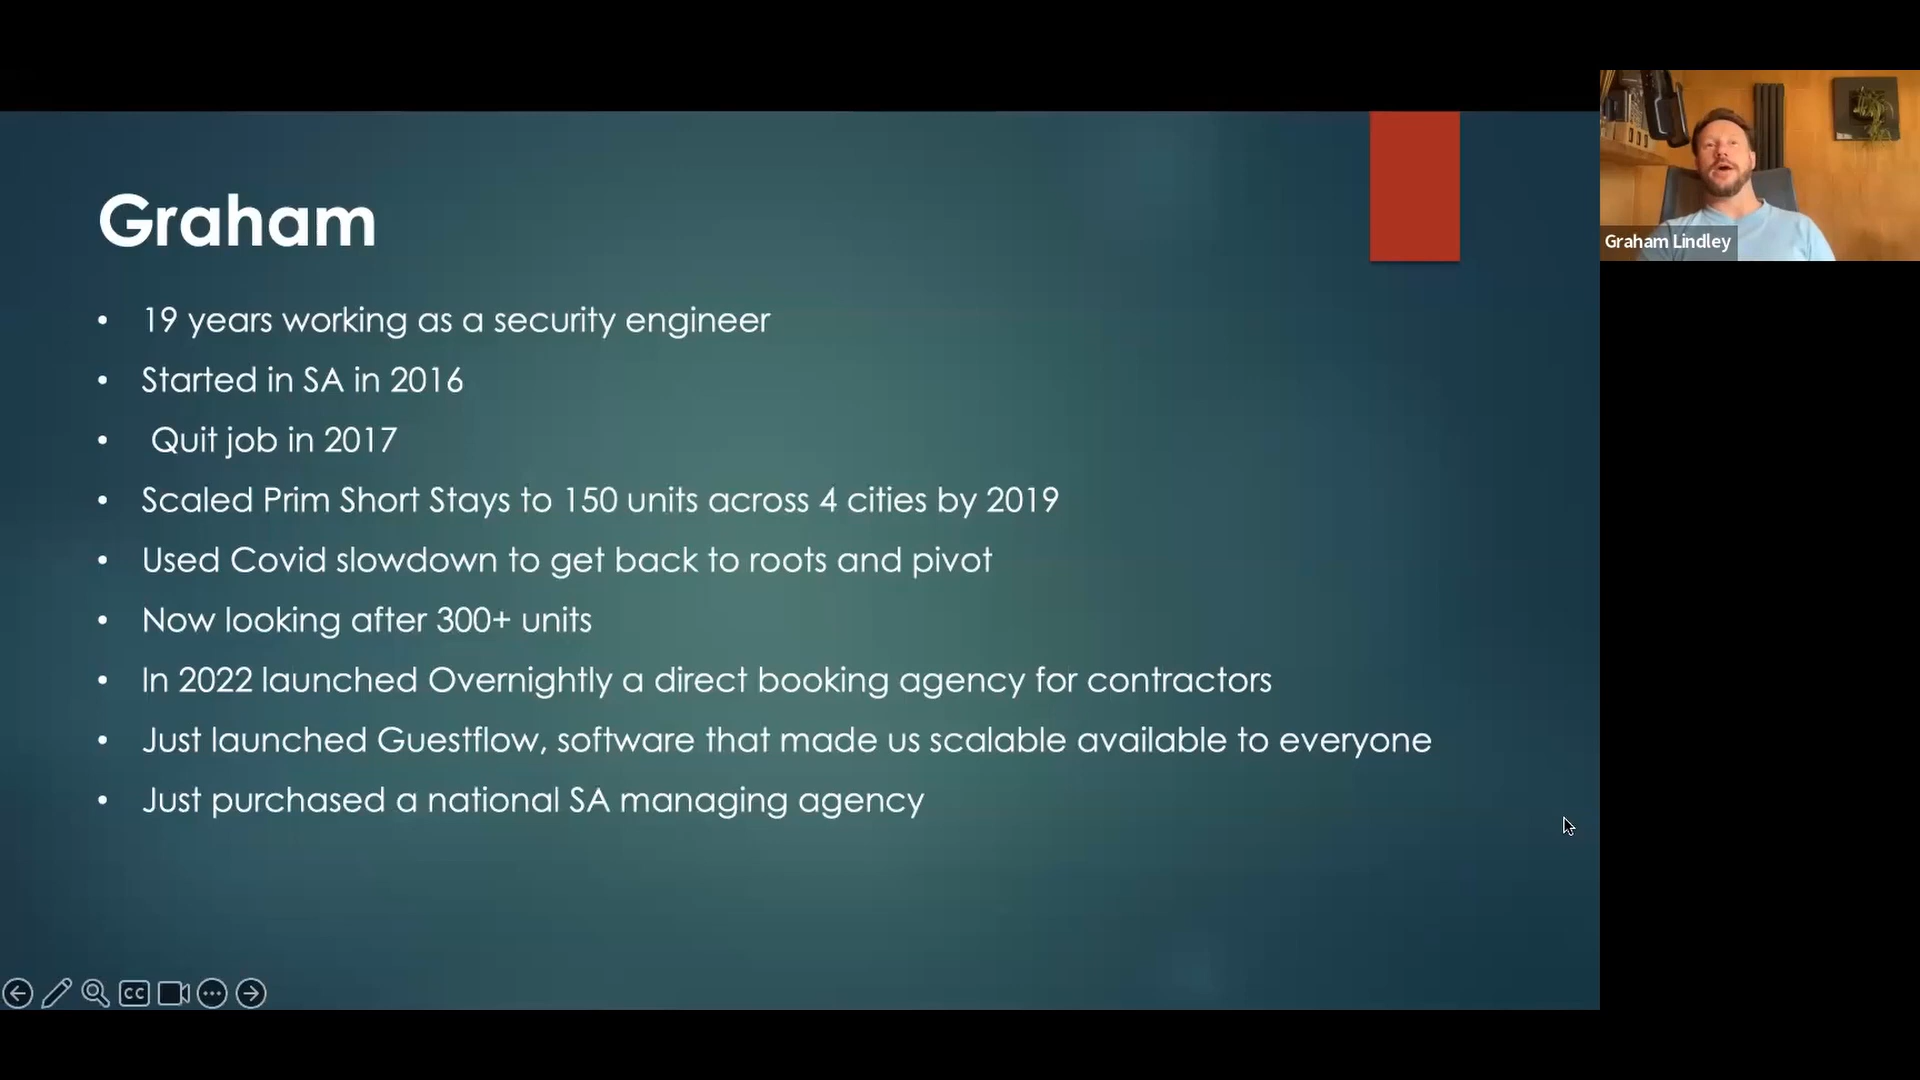 Graham
• 19 years working as a security engineer
• Started in SA in 2016
• Quit job in 2017
• Scaled Prim Short Stays to 150 units across 4 cities by 2019
• Used Covid slowdown to get back to roots and pivot
• Now looking after 300+ units
• In 2022 launched Overnightly a direct booking agency for contractors
• Just launched Guestflow, software that made us scalable available to everyone
• Just purchased a national SA managing agency
Graham Lindley
CC